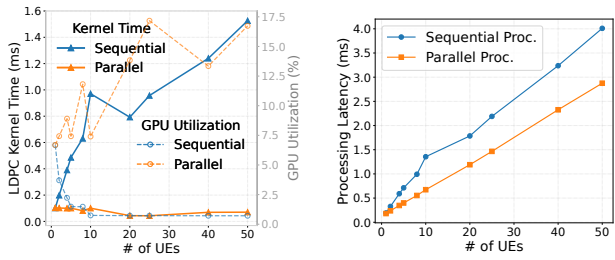 1.6
1.4
1.2
1.0
0.8
0.6
0.4
0.2
0.0
LDPC Kernel Time (ms)
Kernel Time
Sequential
Parallel
GPU Utilization
Sequential
Parallel
17.5
15.0
12.5
10.0
7.5
5.0
2.5
0.0
GPU Utilization (%)
0 10 20 30 40 50
# of UEs
4.0
3.5
3.0
2.5
2.0
1.5
1.0
0.5
0.0
Processing Latency (ms)
Sequential Proc.
Parallel Proc.
0 10 20 30 40 50
# of UEs